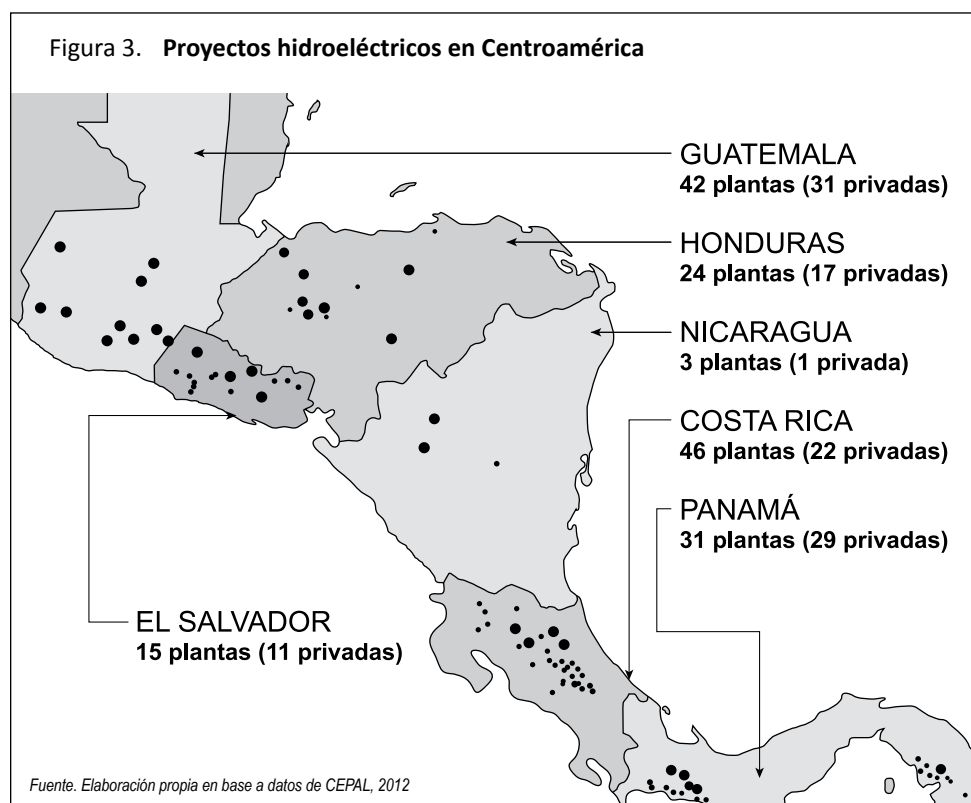 Figura 3. Proyectos hidroeléctricos en Centroamérica
GUATEMALA
42 plantas (31 privadas)
HONDURAS
24 plantas (17 privadas)
NICARAGUA
3 plantas (1 privada)
COSTA RICA
46 plantas (22 privadas)
PANAMÁ
31 plantas (29 privadas)
EL SALVADOR
15 plantas (11 privadas)
Fuente. Elaboración propia en base a datos de CEPAL, 2012